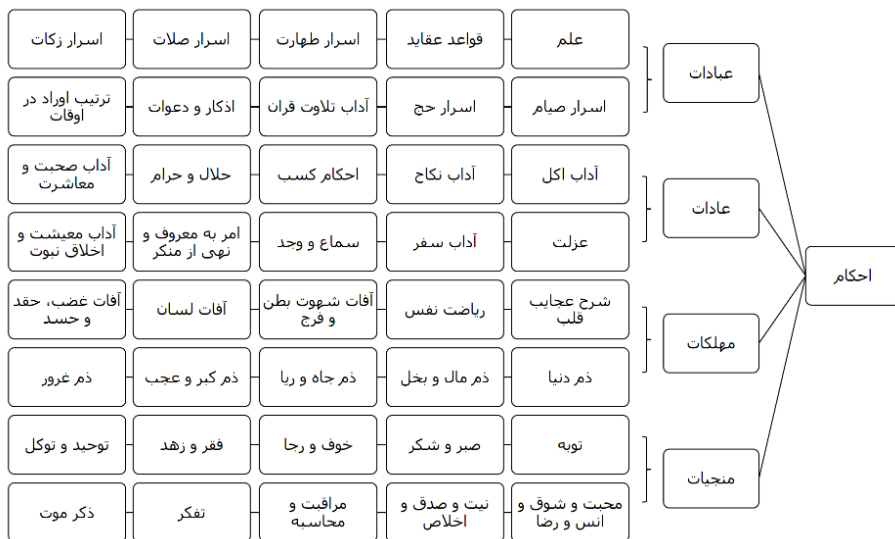 احکام
عبادات
علم
قواعد عقاید
اسرار طهارت
اسرار صلات
اسرار زکات
اسرار صیام
اسرار حج
آداب تلاوت قران
اذکار و دعوات
ترتیب اوراد در
اوقات
عادات
آداب اکل
آداب نکاح
احکام کسب
حلال و حرام
آداب صحبت و
معاشرت
عزلت
آداب سفر
سماع و وجد
امر به معروف و
نهی از منکر
آداب معیشت و
اخلاق نبوت
مهلکات
شرح عجایب
قلب
ریاضت نفس
آفات شهوت بطن
و فرج
آفات لسان
آفات غضب، حقد
و حسد
ذم دنیا
ذم مال و بخل
ذم جاه و ریا
ذم کبر و عجب
ذم غرور
منجیات
توبه
صبر و شکر
خوف و رجا
فقر و زهد
توحید و توکل
محبت و شوق و
انس و رضا
نیت و صدق و
اخلاص
مراقبت و
محاسبه
تفکر
ذکر موت